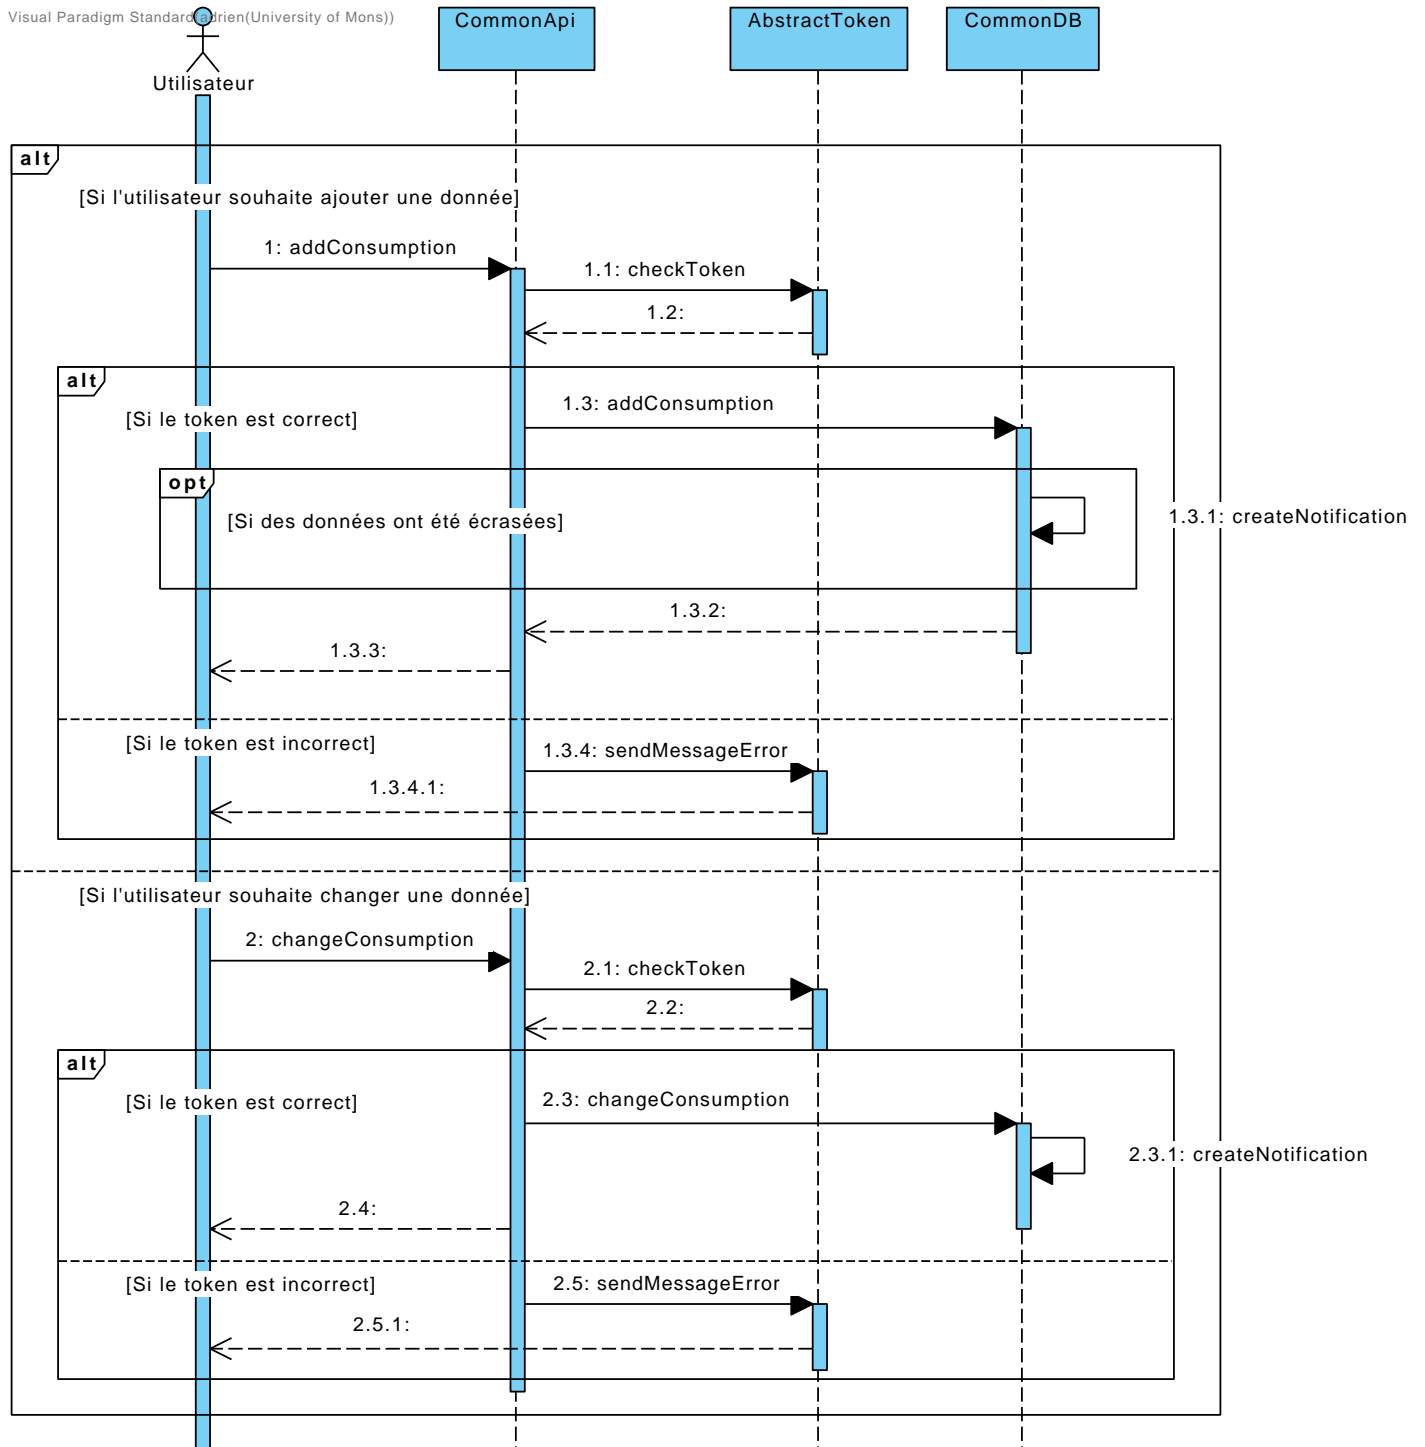 Visual Paradigm Standard(adrien(University of Mons))
Utilisateur
CommonApi
AbstractToken
CommonDB
alt
[Si l'utilisateur souhaite ajouter une donnée]
1: addConsumption
1.1: checkToken
1.2:
alt
[Si le token est correct]
1.3: addConsumption
opt
[Si des données ont été écrasées]
1.3.1: createNotification
1.3.2:
1.3.3:
[Si le token est incorrect]
1.3.4: sendMessageError
1.3.4.1:
[Si l'utilisateur souhaite changer une donnée]
2: changeConsumption
2.1: checkToken
2.2:
alt
[Si le token est correct]
2.3: changeConsumption
2.3.1: createNotification
2.4:
[Si le token est incorrect]
2.5: sendMessageError
2.5.1: